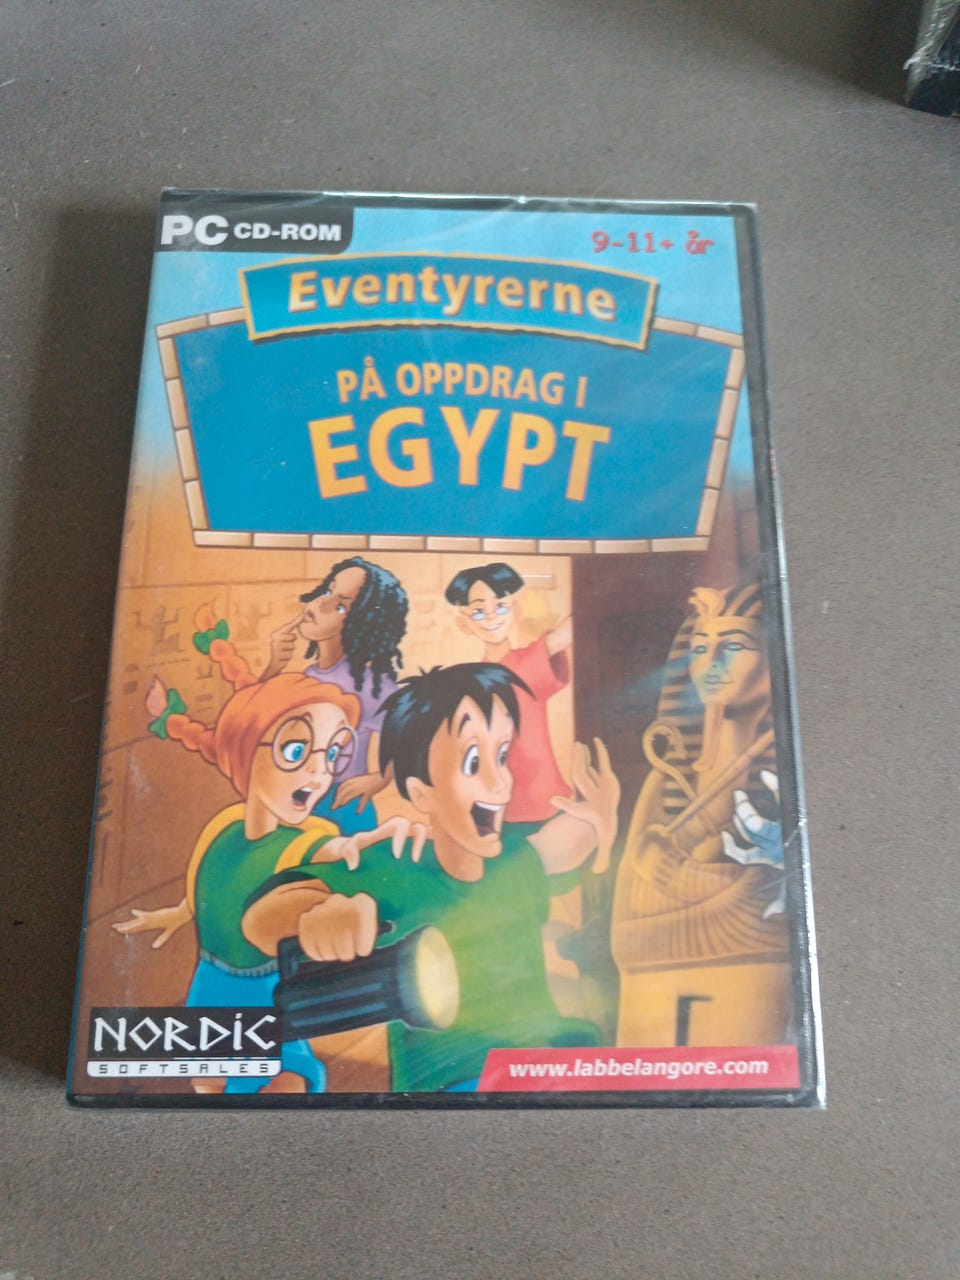 PC CD-ROM
9-11+ år
Eventyrerne
PÅ OPPDRAG I
EGYPT
NORDiC
SOFTSALES
www.labbelangore.com